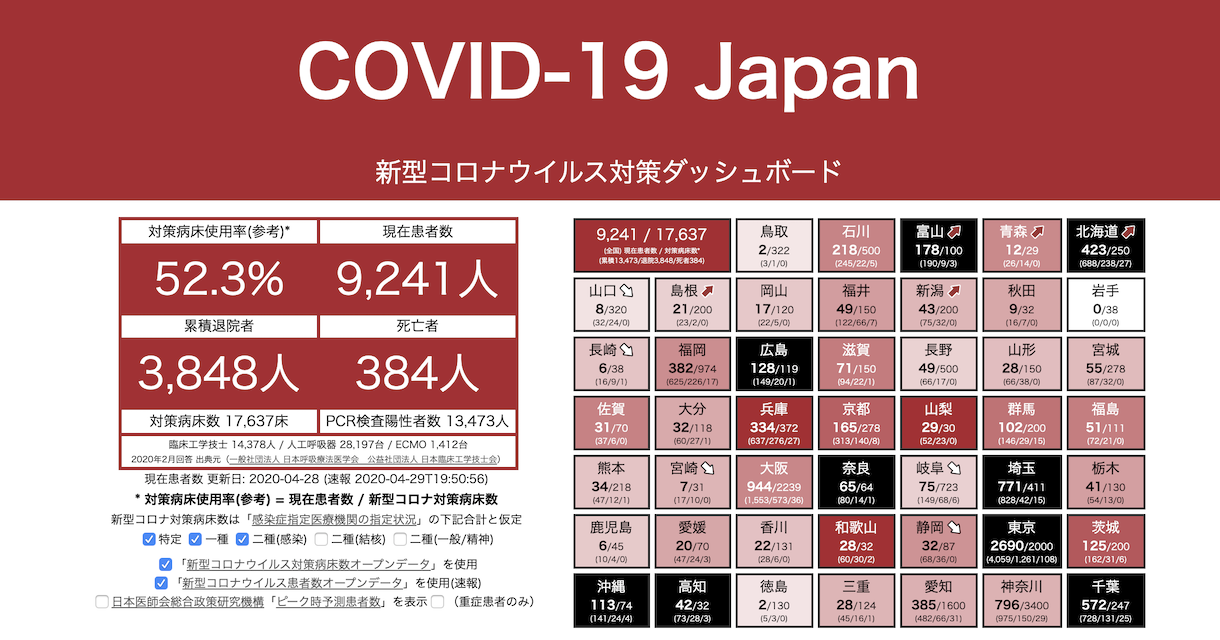 COVID-19 Japan
新型コロナウイルス対策ダッシュボード
対策病床使用率(参考)* 現在患者数
52.3% 9,241人
累積退院者 死亡者
3,848人 384人
対策病床数 17,637床 PCR検査陽性者数 13,473人
臨床工学技士 14,378人 / 人工呼吸器 28,197台 / ECMO 1,412台
2020年2月回答 出典元 (一般社団法人 日本呼吸療法医学会 公益社団法人 日本臨床工学技士会)
現在患者数 更新日: 2020-04-28 (速報 2020-04-29T19:50:56)
* 対策病床使用率(参考) = 現在患者数 / 新型コロナ対策病床数
新型コロナ対策病床数は「感染症指定医療機関の指定状況」の下記合計と仮定
特定 一種 二種(感染) 二種(結核) 二種(一般/精神)
「新型コロナウイルス対策病床数オープンデータ」を使用
「新型コロナウイルス患者数オープンデータ」を使用(速報)
日本医師会総合政策研究機構「ピーク時予測患者数」を表示 (重症患者のみ)
9,241 / 17,637
(全国) 現在患者数 / 対策病床数*
(累積13,473/退院3,848/死者384)
鳥取 石川 富山 青森 北海道
2/322 218/500 178/100 12/29 423/250
(3/1/0) (245/22/5) (190/9/3) (26/14/0) (688/238/27)
山口 島根 岡山 福井 新潟 秋田 岩手
8/320 21/200 17/120 49/150 43/200 9/32 0/38
(32/24/0) (23/2/0) (22/5/0) (122/66/7) (75/32/0) (16/7/0) (0/0/0)
長崎 福岡 広島 滋賀 長野 山形 宮城
6/38 382/974 128/119 71/150 49/500 28/150 55/278
(16/9/1) (625/226/17) (149/20/1) (94/22/1) (66/17/0) (66/38/0) (87/32/0)
佐賀 大分 兵庫 京都 山梨 群馬 福島
31/70 32/118 334/372 165/278 29/30 102/200 51/111
(37/6/0) (60/27/1) (637/276/27) (313/140/8) (52/23/0) (146/29/15) (72/21/0)
熊本 宮崎 大阪 奈良 岐阜 埼玉 栃木
34/218 7/31 944/2239 65/64 75/723 771/411 41/130
(47/12/1) (17/10/0) (1,553/573/36) (80/14/1) (149/68/6) (828/42/15) (54/13/0)
鹿児島 愛媛 香川 和歌山 静岡 東京 茨城
6/45 20/70 22/131 28/32 32/87 2690/2000 125/200
(10/4/0) (47/24/3) (28/6/0) (60/30/2) (68/36/0) (4,059/1,261/108) (162/31/6)
沖縄 高知 徳島 三重 愛知 神奈川 千葉
113/74 42/32 2/130 28/124 385/1600 796/3400 572/247
(141/24/4) (73/28/3) (5/3/0) (45/16/1) (482/66/31) (975/150/29) (728/131/25)